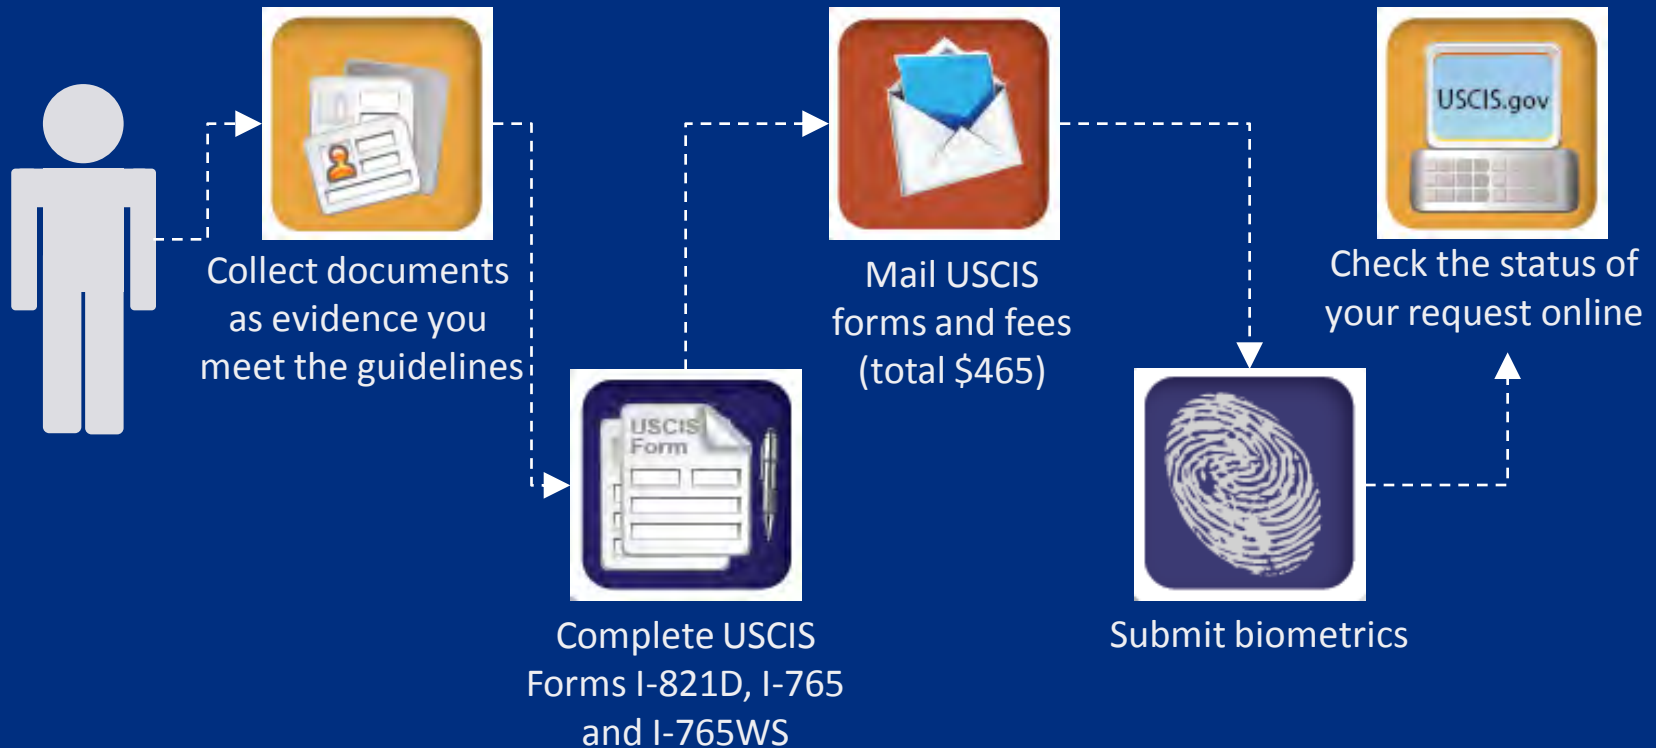 Collect documents
as evidence you
meet the guidelines
USCIS
Form
Complete USCIS
Forms I-821D, I-765
and I-765WS
Mail USCIS
forms and fees
(total $465)
Submit biometrics
USCIS.gov
Check the status of
your request online